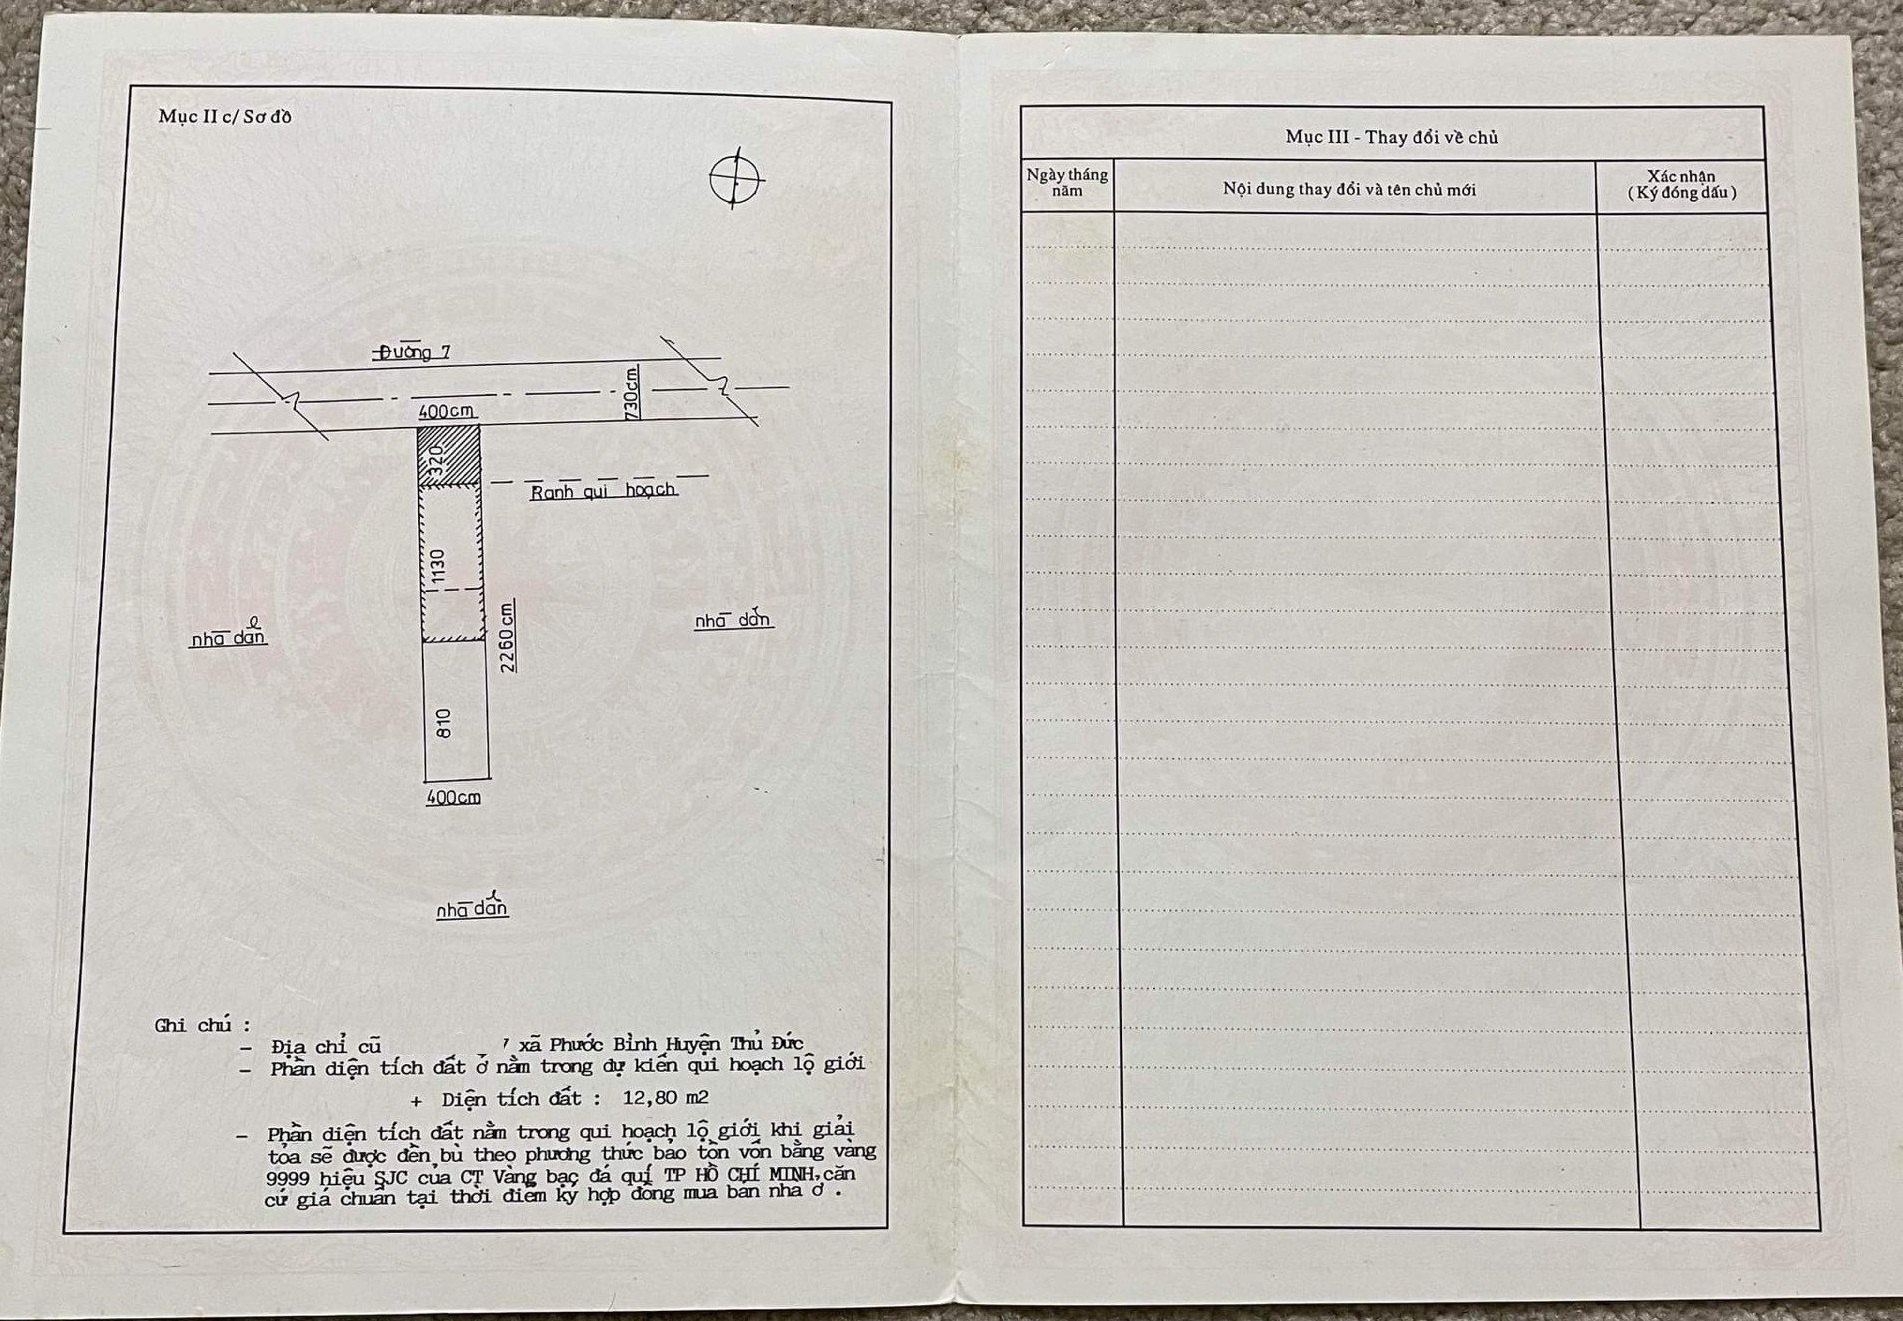 Mục II c/ Sơ đồ
Đường 7
400cm
730cm
320
Ranh qui hoạch
1130
2260cm
nhà dân
nhà dân
810
400cm
nhà dân
Ghi chú :
- Địa chỉ cũ 7 xã Phước Bình Huyện Thủ Đức
- Phần diện tích đất ở nằm trong dự kiến qui hoạch lộ giới
+ Diện tích đất : 12,80 m2
- Phần diện tích đất nằm trong qui hoạch lộ giới khi giải
tỏa sẽ được đền bù theo phương thức bảo tồn vốn bằng vàng
9999 hiệu SJC của CT Vàng bạc đá quí TP HỒ CHÍ MINH, căn
cứ giá chuẩn tại thời điểm ký hợp đồng mua bán nhà ở .
Mục III - Thay đổi về chủ
Ngày tháng
năm
Nội dung thay đổi và tên chủ mới
Xác nhận
( Ký đóng dấu )